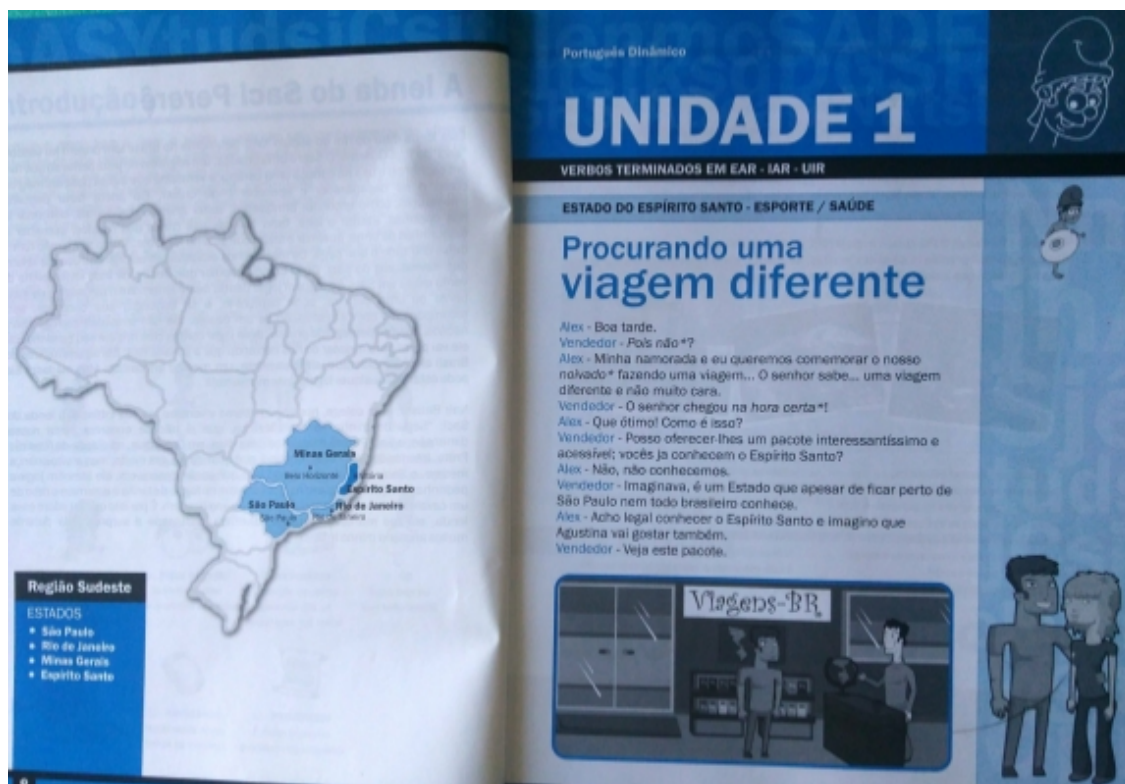 A lenda do Saci Pererê
Minas Gerais
Belo Horizonte
Vitória
Espírito Santo
São Paulo
Rio de Janeiro
São Paulo
Rio de Janeiro
Região Sudeste
ESTADOS
• São Paulo
• Rio de Janeiro
• Minas Gerais
• Espírito Santo
Português Dinâmico
UNIDADE 1
VERBOS TERMINADOS EM EAR - IAR - UIR
ESTADO DO ESPÍRITO SANTO - ESPORTE / SAÚDE
Procurando uma
viagem diferente
Alex - Boa tarde.
Vendedor - Pois não*?
Alex - Minha namorada e eu queremos comemorar o nosso
noivado* fazendo uma viagem... O senhor sabe... uma viagem
diferente e não muito cara.
Vendedor - O senhor chegou na hora certa*!
Alex - Que ótimo! Como é isso?
Vendedor - Posso oferecer-lhes um pacote interessantíssimo e
acessível; vocês ja conhecem o Espírito Santo?
Alex - Não, não conhecemos.
Vendedor - Imaginava, é um Estado que apesar de ficar perto de
São Paulo nem todo brasileiro conhece.
Alex - Acho legal conhecer o Espírito Santo e imagino que
Agustina vai gostar também.
Vendedor - Veja este pacote.
Viagens-BR